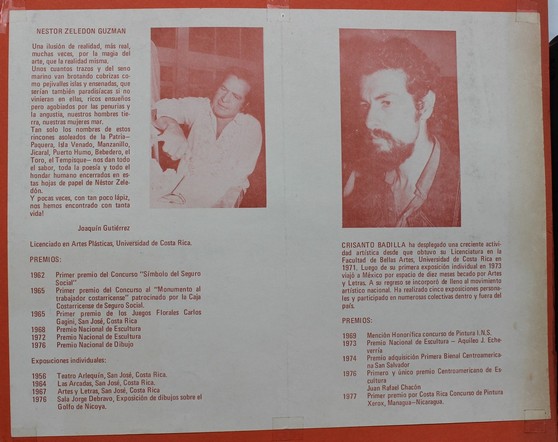 NESTOR ZELEDON GUZMAN
Una ilusión de realidad, más real,
muchas veces, por la magia del
arte, que la realidad misma.
Unos cuantos trazos y del seno
marino van brotando cobrizas co-
mo pejivalles islas y ensenadas, que
serían también paradisíacas si no
vinieran en ellas, ricos ensueños
pero agobiados por las penurias y
la angustia, nuestros hombres tie-
rra, nuestras mujeres mar.
Tan solo los nombres de estos
rincones asoleados de la Patria—
Paquera, Isla Venado, Manzanillo,
Jicaral, Puerto Humo, Bebedero, el
Toro, el Tempisque— nos dan todo
el sabor, toda la poesía y todo el
hondor humano encerrados en es-
tas hojas de papel de Néstor Zele-
dón.
Y pocas veces, con tan poco lápiz,
nos hemos encontrado con tanta
vida!
Joaquín Gutiérrez
Licenciado en Artes Plásticas, Universidad de Costa Rica.
PREMIOS:
1962 Primer premio del Concurso "Símbolo del Seguro
Social"
1965 Primer premio del Concurso al "Monumento al
trabajador costarricense" patrocinado por la Caja
Costarricense de Seguro Social.
1965 Primer premio de los Juegos Florales Carlos
Gagini, San José, Costa Rica
1968 Premio Nacional de Escultura
1972 Premio Nacional de Escultura
1976 Premio Nacional de Dibujo
Exposiciones individuales:
1956 Teatro Arlequín, San José, Costa Rica.
1964 Las Arcadas, San José, Costa Rica.
1967 Artes y Letras, San José, Costa Rica
1976 Sala Jorge Debravo, Exposición de dibujos sobre el
Golfo de Nicoya.
CRISANTO BADILLA ha desplegado una creciente activi-
dad artística desde que obtuvo su Licenciatura en la
Facultad de Bellas Artes, Universidad de Costa Rica en
1971. Luego de su primera exposición individual en 1973
viajó a México por espacio de diez meses becado por Artes
y Letras. A su regreso se incorporó de lleno al movimiento
artístico nacional. Ha realizado cinco exposiciones persona-
les y participado en numerosas colectivas dentro y fuera del
país.
PREMIOS:
1969 Mención Honorífica concurso de Pintura I.N.S.
1973 Premio Nacional de Escultura — Aquileo J. Eche-
verría
1974 Premio adquisición Primera Bienal Centroamerica-
na San Salvador
1976 Primero y único premio Centroamericano de Es-
cultura
Juan Rafael Chacón
1977 Primer premio por Costa Rica Concurso de Pintura
Xerox, Managua—Nicaragua.